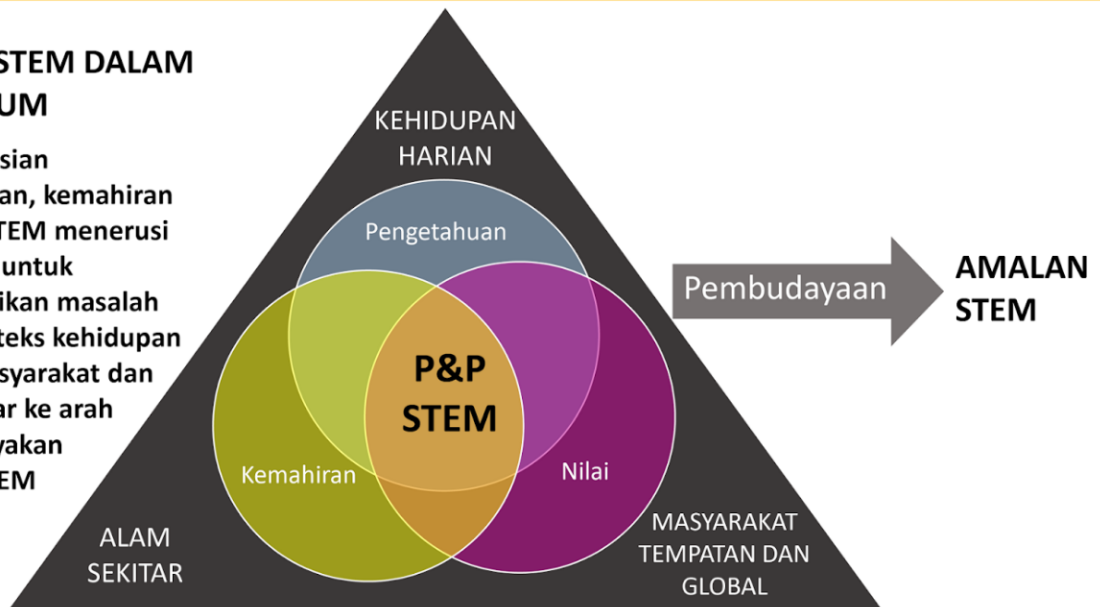 STEM DALAM
UM
sian
an, kemahiran
TEM menerusi
untuk
ikan masalah
teks kehidupan
syarakat dan
ar ke arah
yakan
EM
KEHIDUPAN
HARIAN
Pengetahuan
P&P
STEM
Kemahiran
Nilai
ALAM
SEKITAR
MASYARAKAT
TEMPATAN DAN
GLOBAL
Pembudayaan
AMALAN
STEM